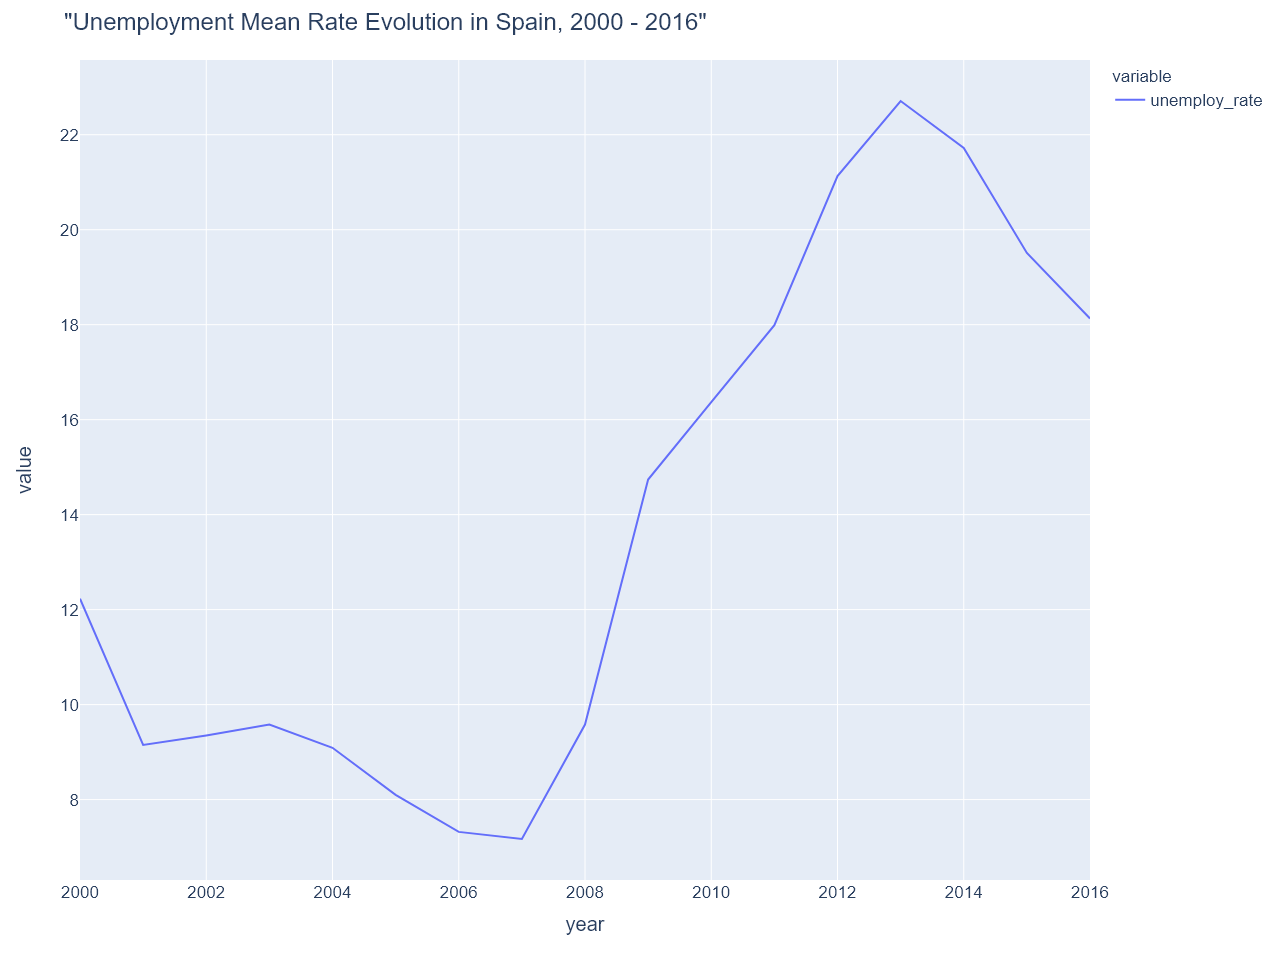 "Unemployment Mean Rate Evolution in Spain, 2000 - 2016"
variable
unemploy_rate
value
22
20
18
16
14
12
10
8
2000 2002 2004 2006 2008 2010 2012 2014 2016
year